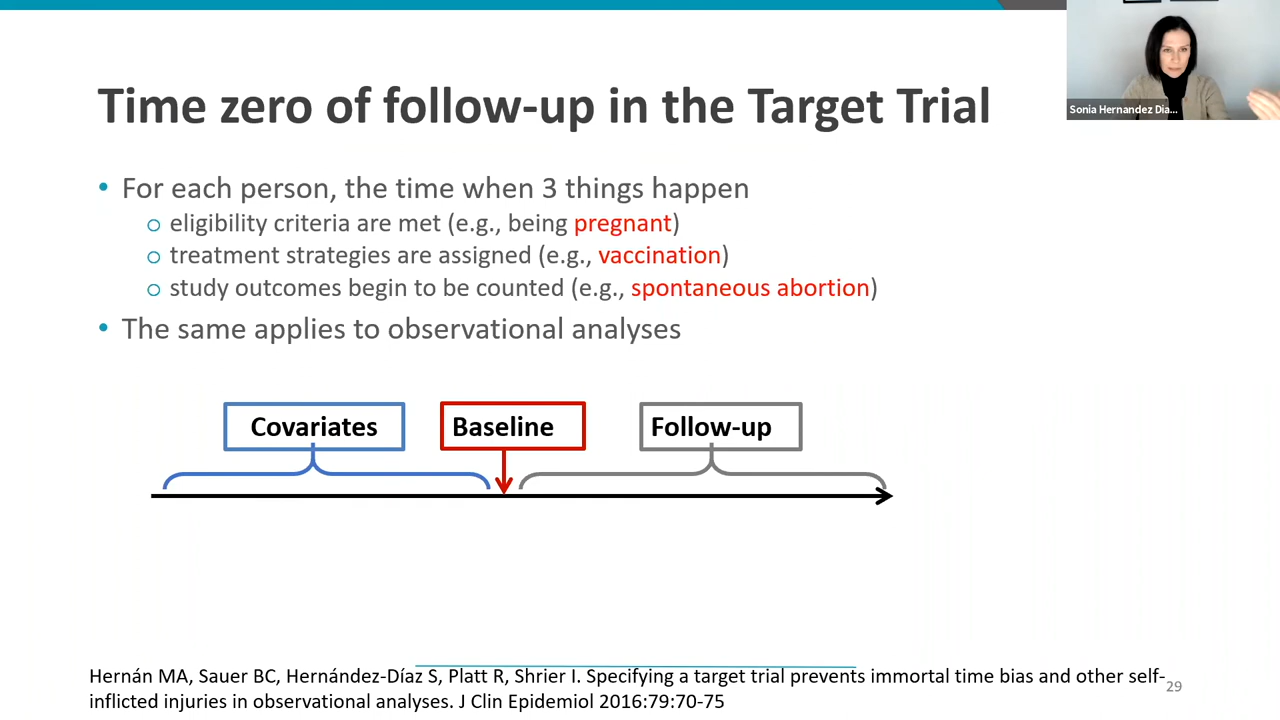 Sonia Hernandez Dia...
Time zero of follow-up in the Target Trial
• For each person, the time when 3 things happen
o eligibility criteria are met (e.g., being pregnant)
o treatment strategies are assigned (e.g., vaccination)
o study outcomes begin to be counted (e.g., spontaneous abortion)
• The same applies to observational analyses
Covariates
Baseline
Follow-up
Hernán MA, Sauer BC, Hernández-Díaz S, Platt R, Shrier I. Specifying a target trial prevents immortal time bias and other self-
inflicted injuries in observational analyses. J Clin Epidemiol 2016:79:70-75
29